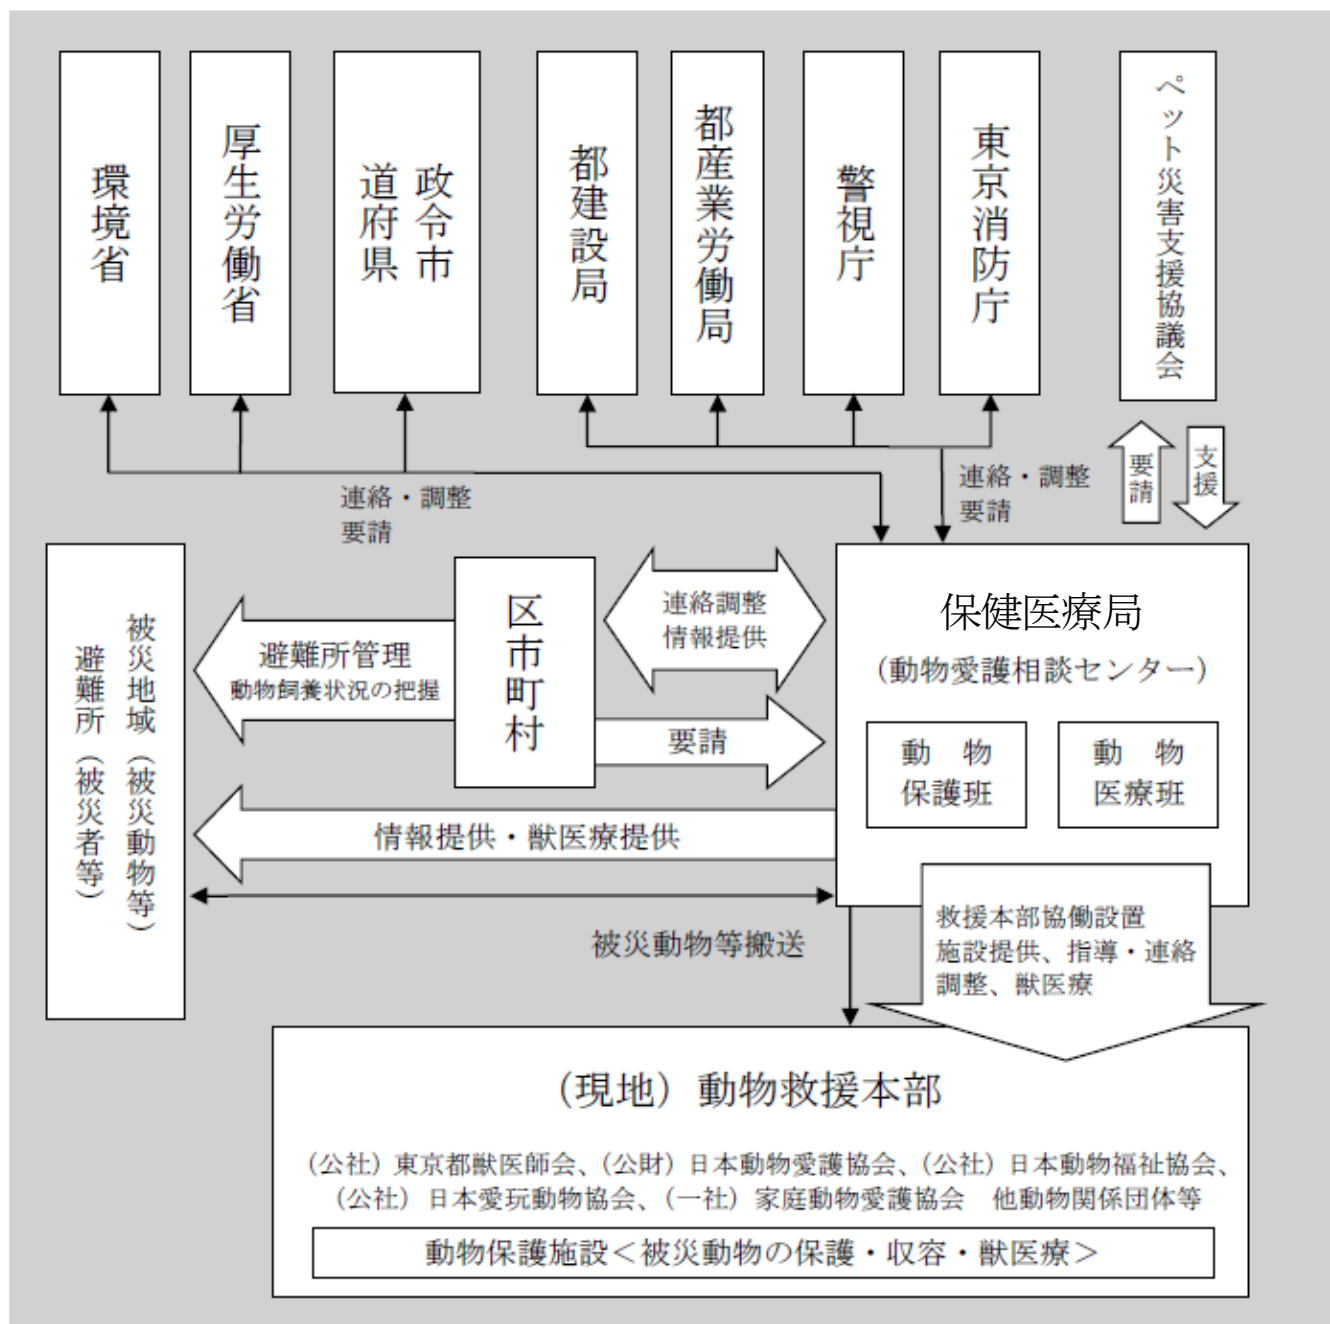 環境省
厚生労働省
政令市
道府県
都建設局
都産業労働局
警視庁
東京消防庁
ペット災害支援協議会
連絡・調整
要請
連絡・調整
要請
要請
支援
被災地域（被災動物等）
避難所（被災者等）
避難所管理
動物飼養状況の把握
区市町村
連絡調整
情報提供
要請
保健医療局
（動物愛護相談センター）
動　物
保護班
動　物
医療班
情報提供・獣医療提供
被災動物等搬送
救援本部協働設置
施設提供、指導・連絡
調整、獣医療
（現地）動物救援本部
（公社）東京都獣医師会、（公財）日本動物愛護協会、（公社）日本動物福祉協会、
（公社）日本愛玩動物協会、（一社）家庭動物愛護協会　他動物関係団体等
動物保護施設＜被災動物の保護・収容・獣医療＞